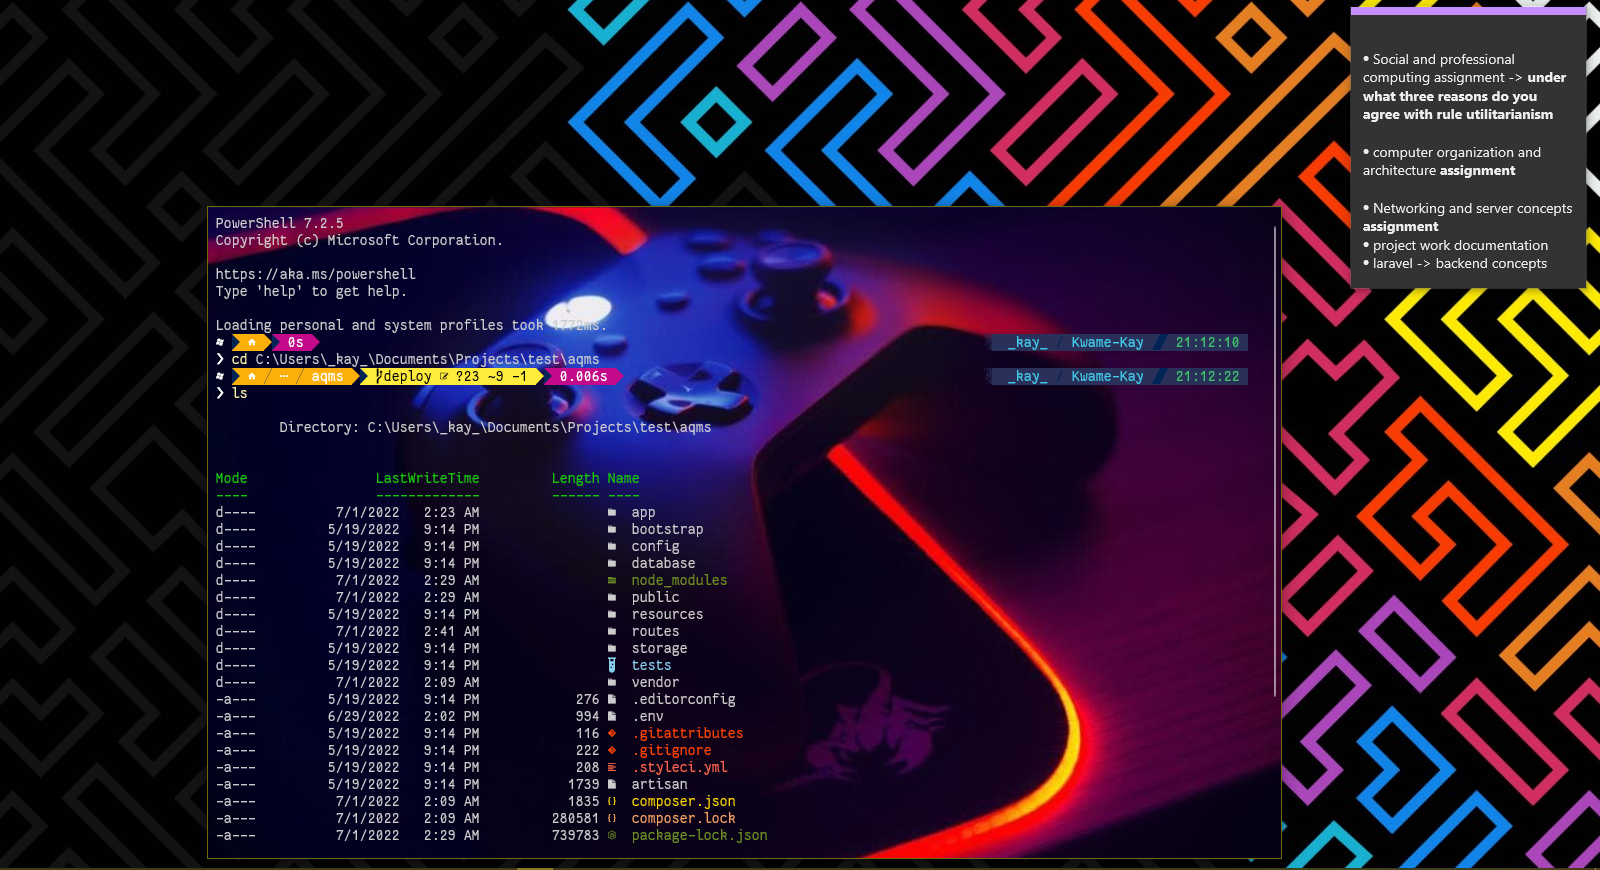 PowerShell 7.2.5
Copyright (c) Microsoft Corporation.
https://aka.ms/powershell
Type 'help' to get help.
Loading personal and system profiles took 1772ms.
0s _kay_ Kwame-Kay 21:12:10
❯ cd C:\Users\_kay_\Documents\Projects\test\aqms
aqms deploy ?23 ~9 -1 0.006s _kay_ Kwame-Kay 21:12:22
❯ ls
Directory: C:\Users\_kay_\Documents\Projects\test\aqms
Mode LastWriteTime Length Name
---- ------------- ------ ----
d---- 7/1/2022 2:23 AM app
d---- 5/19/2022 9:14 PM bootstrap
d---- 5/19/2022 9:14 PM config
d---- 5/19/2022 9:14 PM database
d---- 7/1/2022 2:29 AM node_modules
d---- 7/1/2022 2:29 AM public
d---- 5/19/2022 9:14 PM resources
d---- 7/1/2022 2:41 AM routes
d---- 5/19/2022 9:14 PM storage
d---- 5/19/2022 9:14 PM tests
d---- 7/1/2022 2:09 AM vendor
-a--- 5/19/2022 9:14 PM 276 .editorconfig
-a--- 6/29/2022 2:02 PM 994 .env
-a--- 5/19/2022 9:14 PM 116 .gitattributes
-a--- 5/19/2022 9:14 PM 222 .gitignore
-a--- 5/19/2022 9:14 PM 208 .styleci.yml
-a--- 5/19/2022 9:14 PM 1739 artisan
-a--- 7/1/2022 2:09 AM 1835 composer.json
-a--- 7/1/2022 2:09 AM 280581 composer.lock
-a--- 7/1/2022 2:29 AM 739783 package-lock.json
• Social and professional
computing assignment -> under
what three reasons do you
agree with rule utilitarianism
• computer organization and
architecture assignment
• Networking and server concepts
assignment
• project work documentation
• laravel -> backend concepts